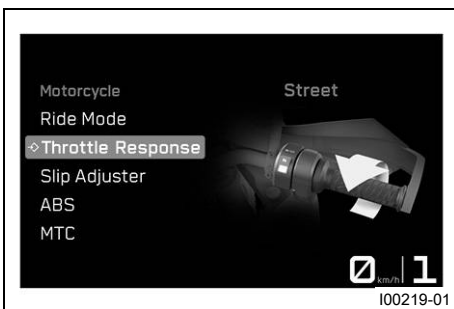 Motorcycle
Street
Ride Mode
Throttle Response
Slip Adjuster
ABS
MTC
0 km/h 1
I00219-01